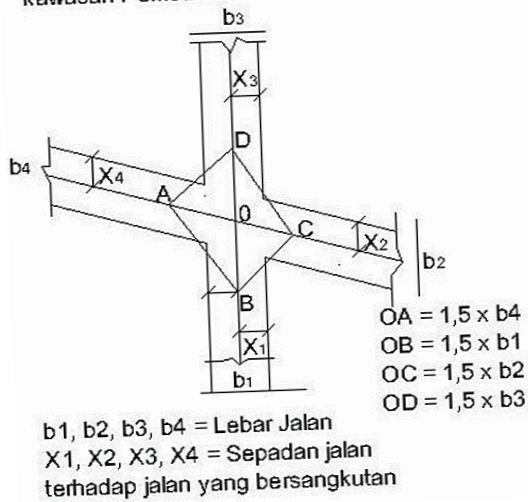 b3
X3
D
b4
X4
A
0
C
X2
b2
B
X1
b1
OA = 1,5 x b4
OB = 1,5 x b1
OC = 1,5 x b2
OD = 1,5 x b3
b1, b2, b3, b4 = Lebar Jalan
X1, X2, X3, X4 = Sepadan jalan
terhadap jalan yang bersangkutan